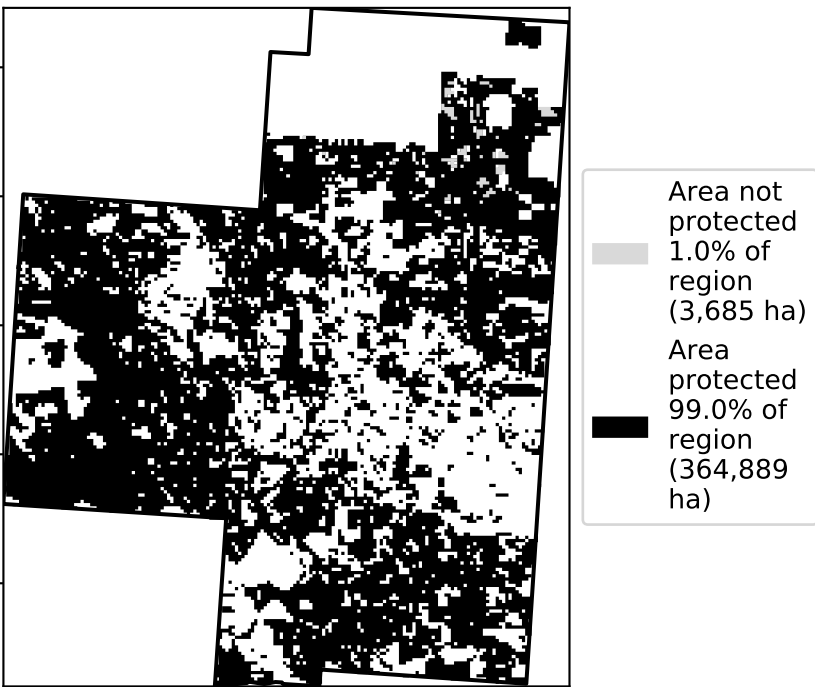 Area not
protected
1.0% of
region
(3,685 ha)
Area
protected
99.0% of
region
(364,889
ha)